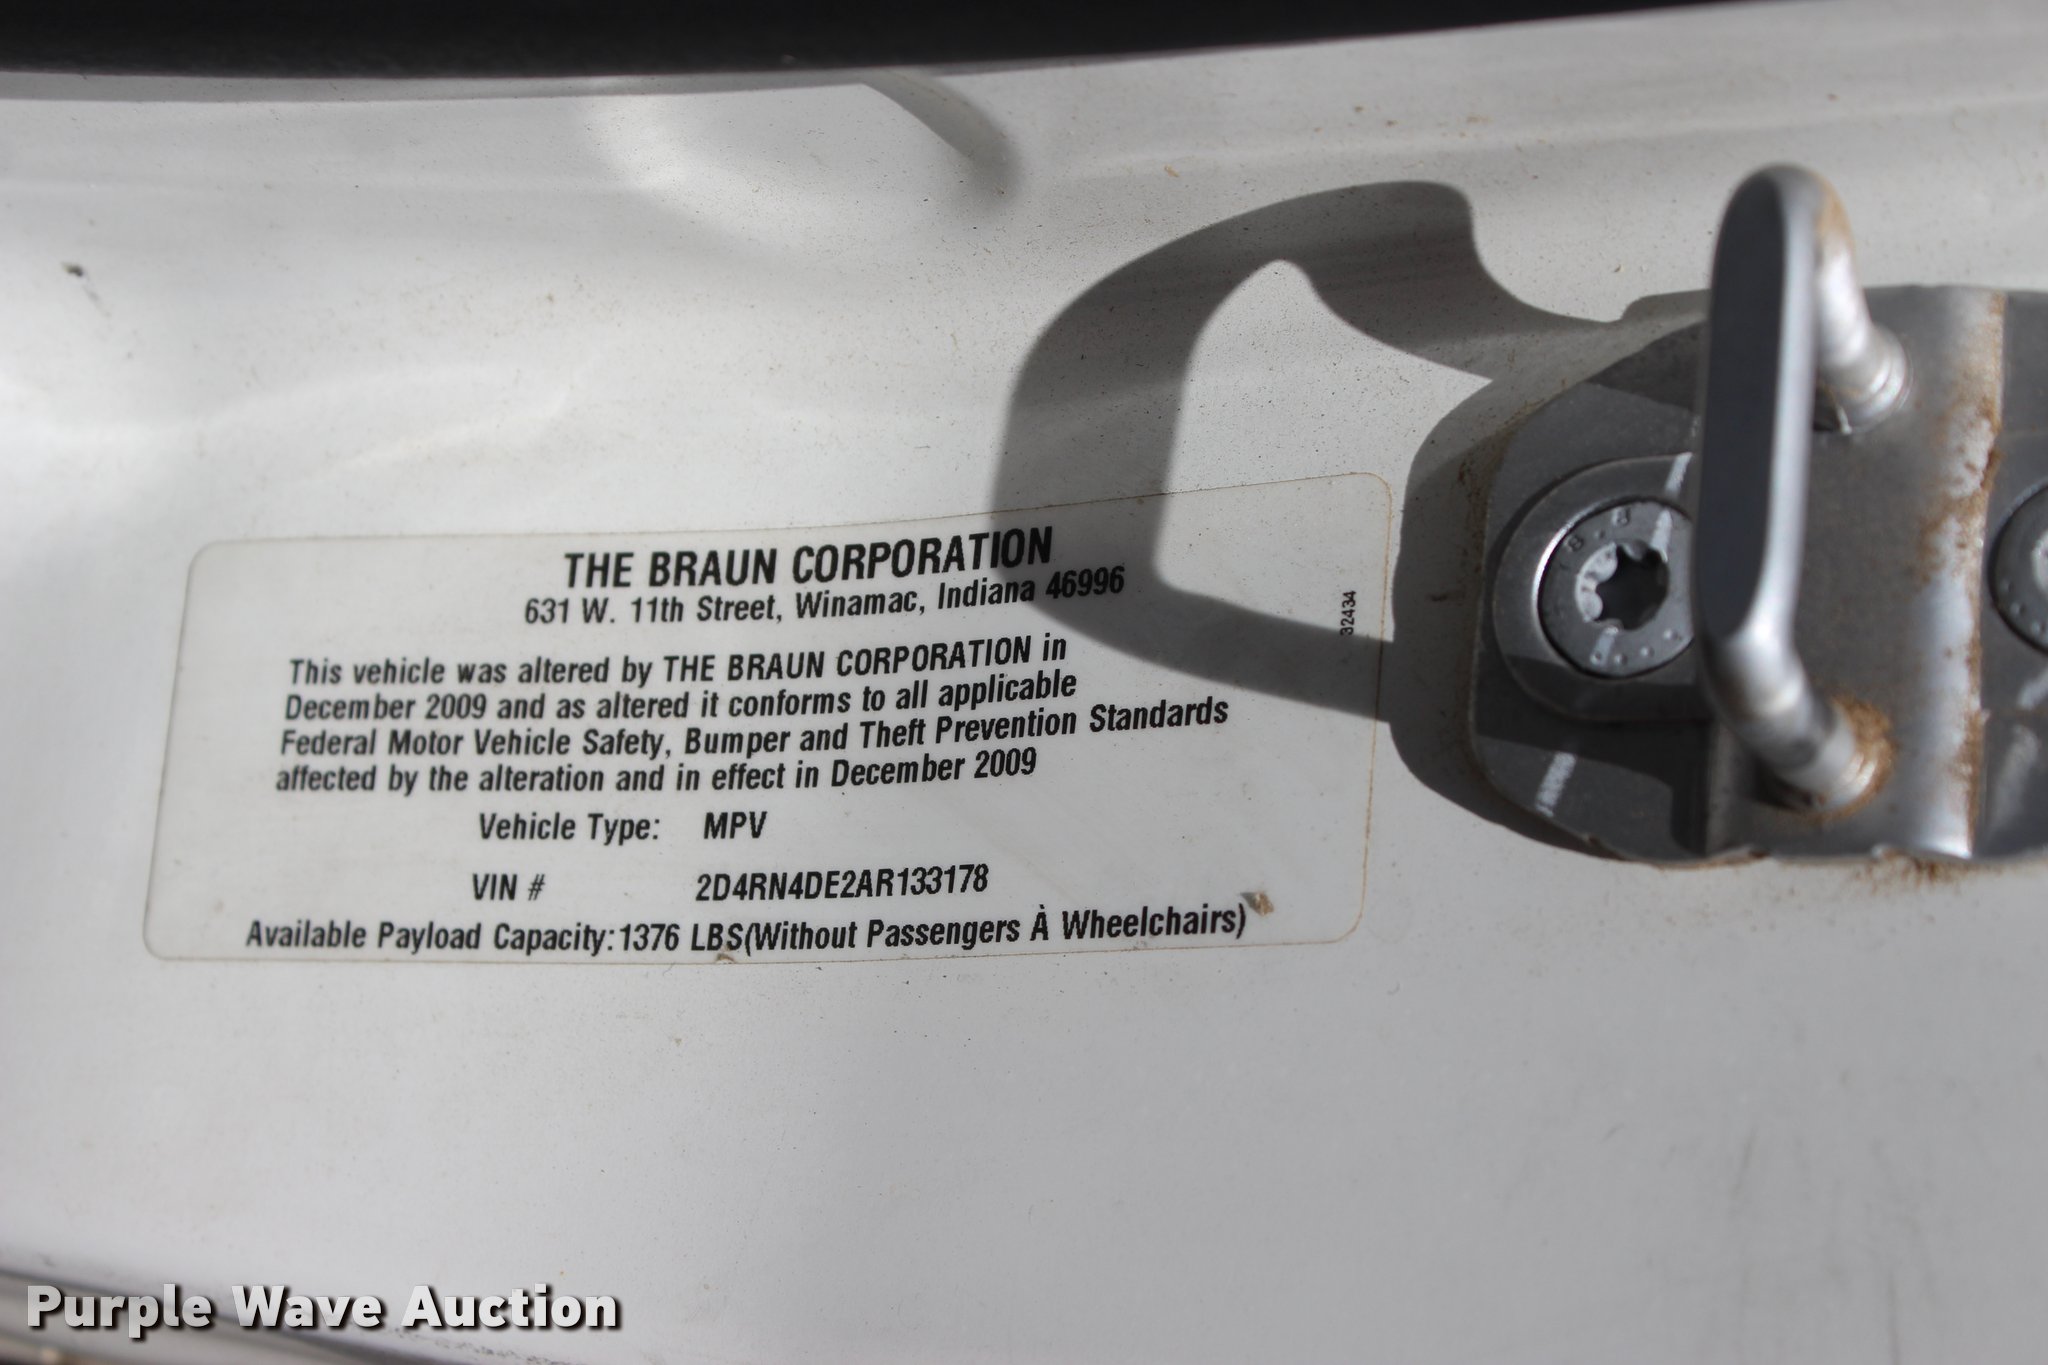 THE BRAUN CORPORATION
631 W. 11th Street, Winamac, Indiana 46996
32434
This vehicle was altered by THE BRAUN CORPORATION in
December 2009 and as altered it conforms to all applicable
Federal Motor Vehicle Safety, Bumper and Theft Prevention Standards
affected by the alteration and in effect in December 2009
Vehicle Type: MPV
VIN # 2D4RN4DE2AR133178
Available Payload Capacity:1376 LBS(Without Passengers À Wheelchairs)
8.8
Purple Wave Auction